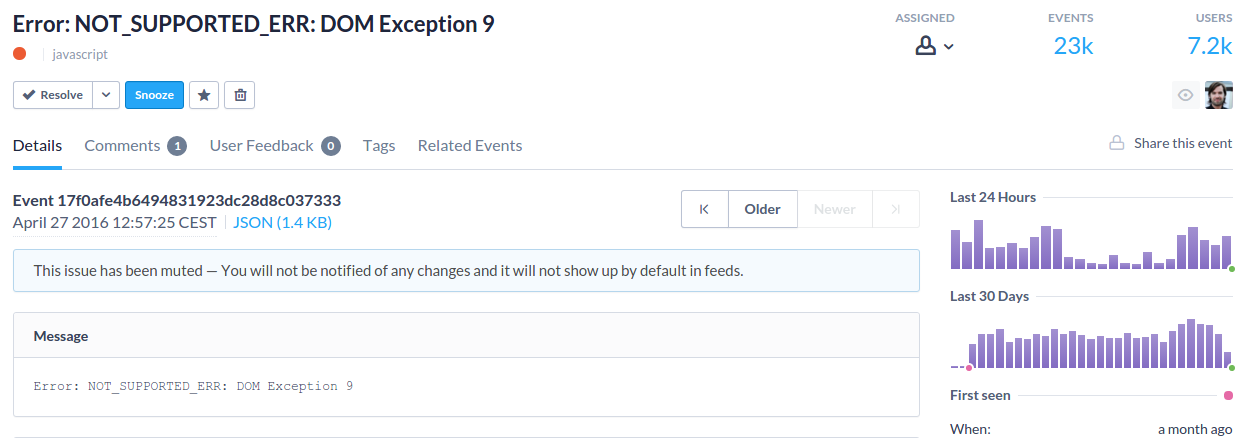 Error: NOT_SUPPORTED_ERR: DOM Exception 9
javascript
ASSIGNED
EVENTS
23k
USERS
7.2k
Resolve
Snooze
Details
Comments 1
User Feedback 0
Tags
Related Events
Share this event
Event 17f0afe4b6494831923dc28d8c037333
April 27 2016 12:57:25 CEST
JSON (1.4 KB)
Older
Newer
This issue has been muted — You will not be notified of any changes and it will not show up by default in feeds.
Message
Error: NOT_SUPPORTED_ERR: DOM Exception 9
Last 24 Hours
Last 30 Days
First seen
When: a month ago